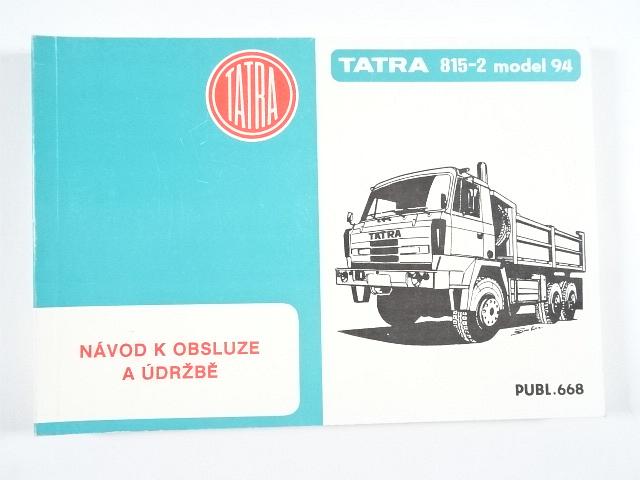 TATRA
TATRA 815-2 model 94
TATRA
NÁVOD K OBSLUZE
A ÚDRŽBĚ
PUBL.668